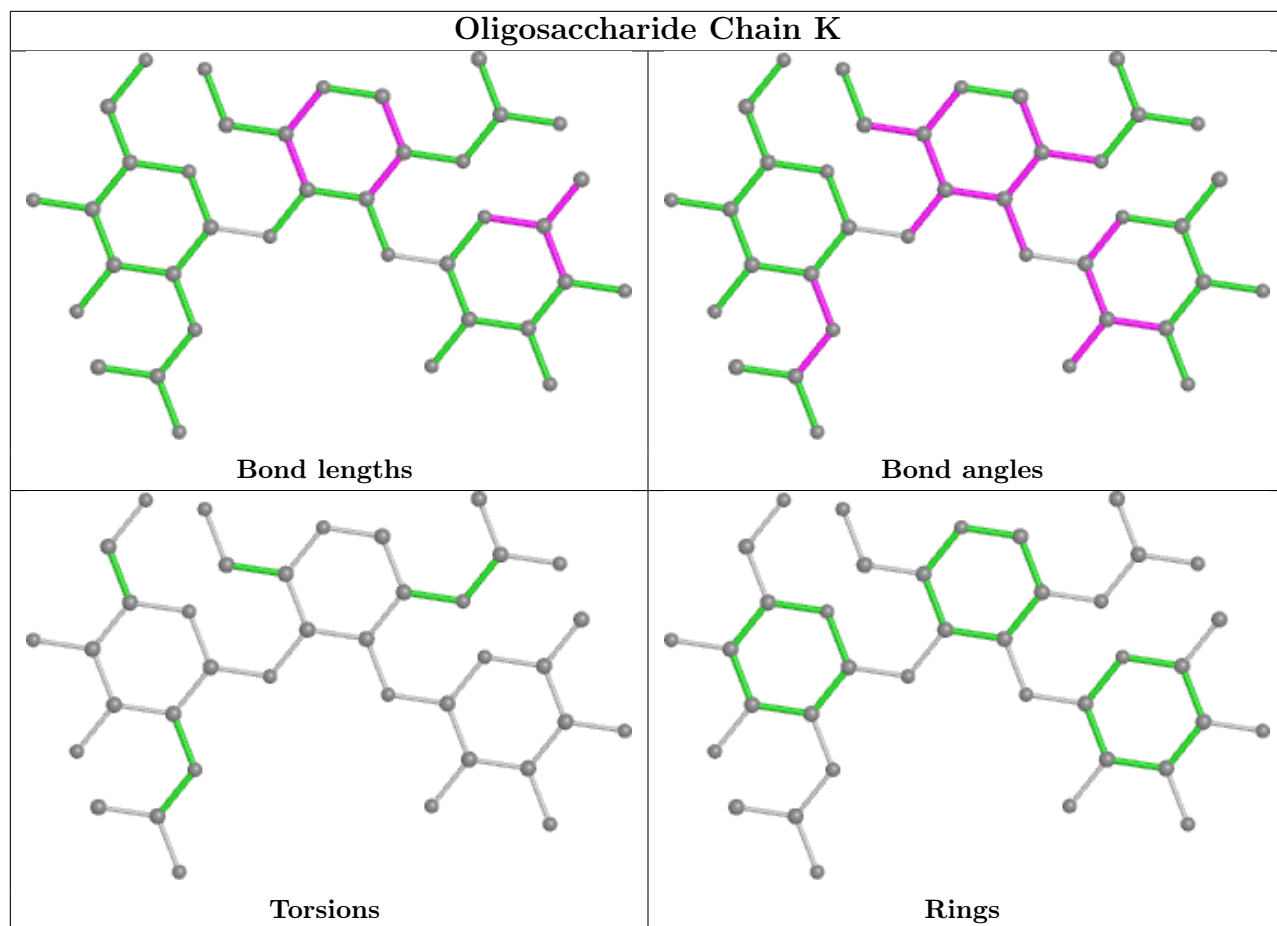 Oligosaccharide Chain K
Bond lengths
Bond angles
Torsions
Rings